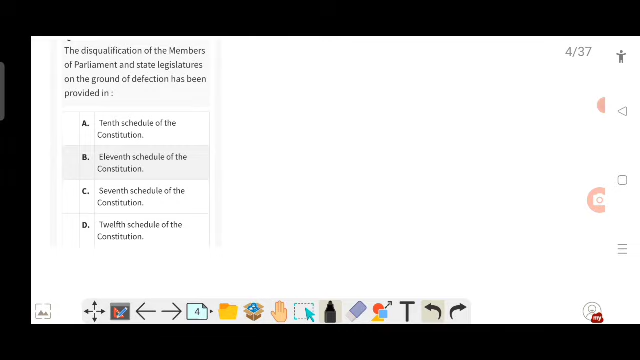 The disqualification of the Members
of Parliament and state legislatures
on the ground of defection has been
provided in :
A. Tenth schedule of the
Constitution.
B. Eleventh schedule of the
Constitution.
C. Seventh schedule of the
Constitution.
D. Twelfth schedule of the
Constitution.
4/37
4
T
my